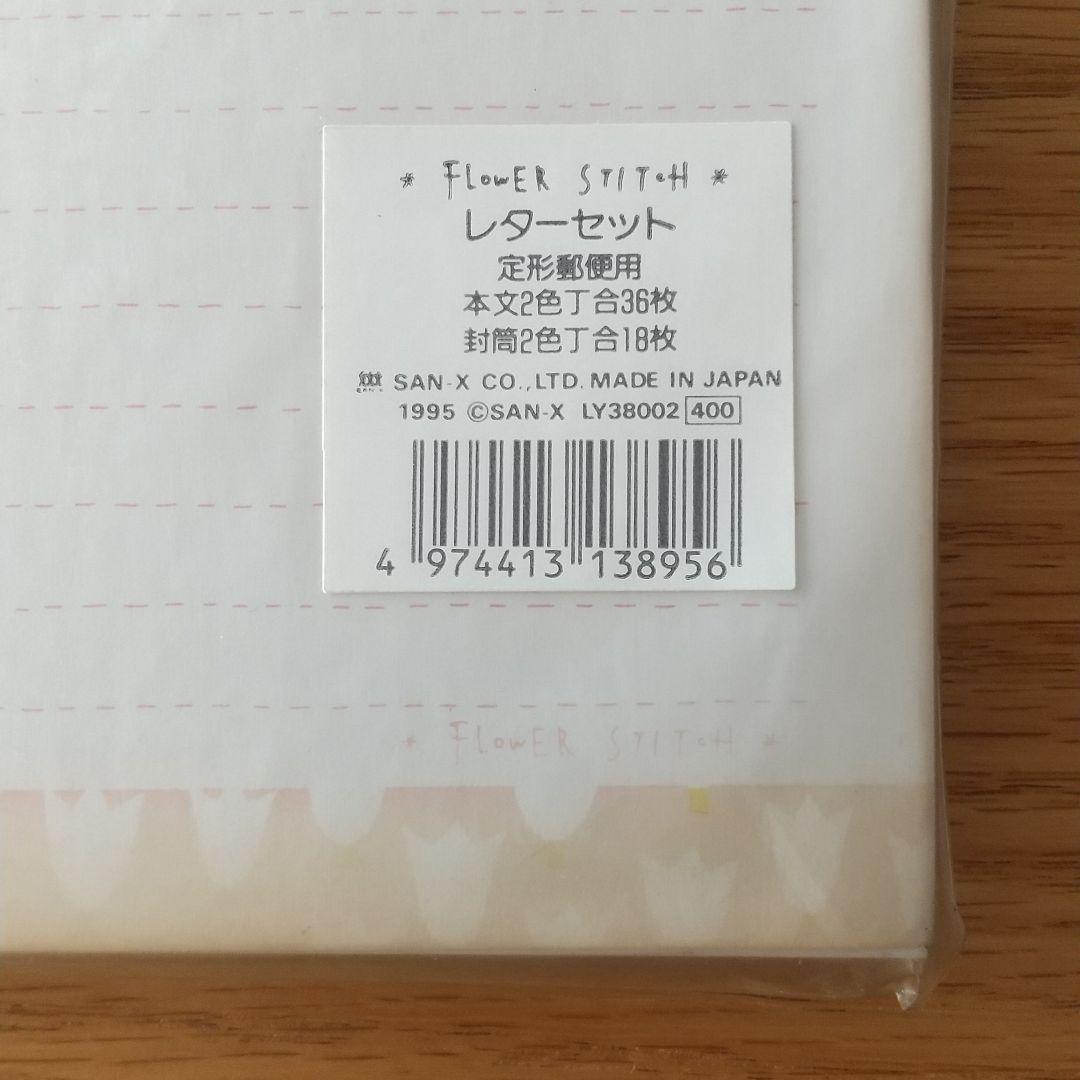 * FLOWER STITCH *
レターセット
定形郵便用
本文2色丁合36枚
封筒2色丁合18枚
SAN-X CO.,LTD. MADE IN JAPAN
1995 ©SAN-X LY38002 400
4 974413 138956
* FLOWER STITCH *